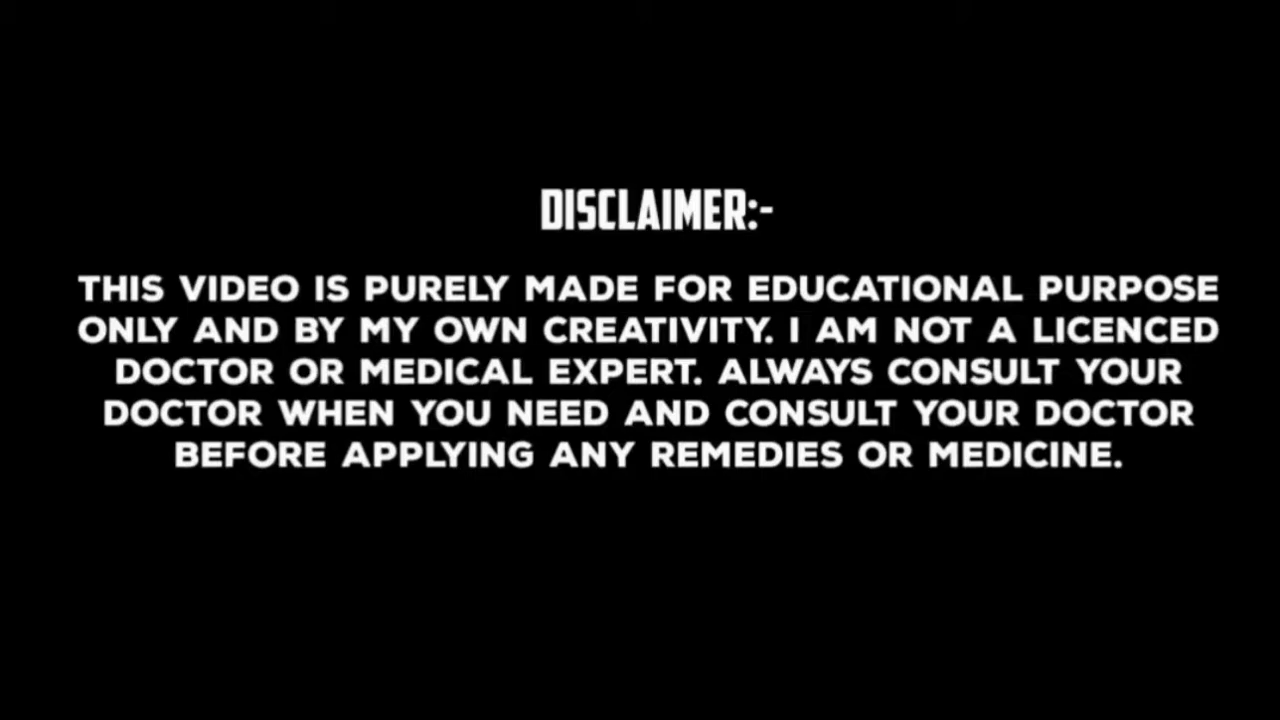 DISCLAIMER:-
THIS VIDEO IS PURELY MADE FOR EDUCATIONAL PURPOSE
ONLY AND BY MY OWN CREATIVITY. I AM NOT A LICENCED
DOCTOR OR MEDICAL EXPERT. ALWAYS CONSULT YOUR
DOCTOR WHEN YOU NEED AND CONSULT YOUR DOCTOR
BEFORE APPLYING ANY REMEDIES OR MEDICINE.